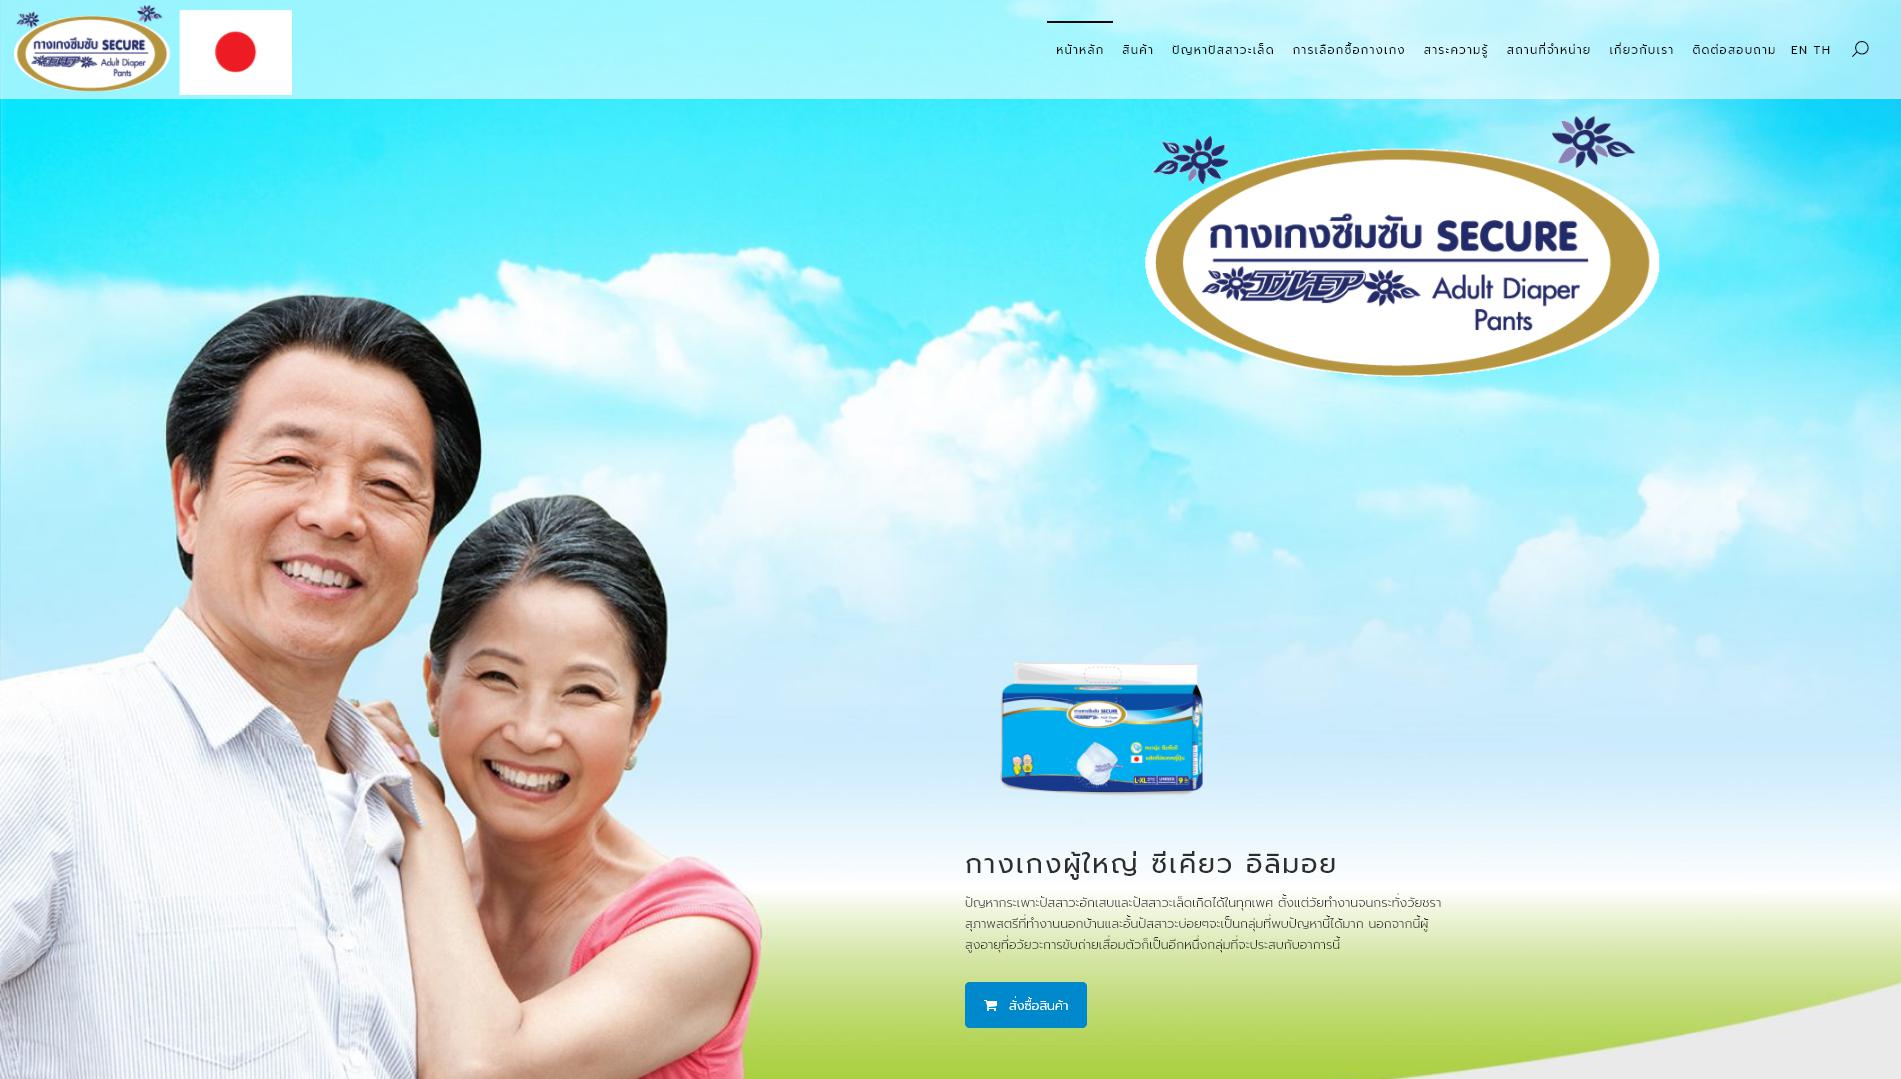 กางเกงซึมซับ SECURE
エルモア Adult Diaper
Pants
หน้าหลัก สินค้า ปัญหาปัสสาวะเล็ด การเลือกซื้อกางเกง สาระความรู้ สถานที่จำหน่าย เกี่ยวกับเรา ติดต่อสอบถาม EN TH
กางเกงซึมซับ SECURE
エルモア Adult Diaper
Pants
กางเกงซึมซับ SECURE
Adult Diaper
Pants
L-XL UNISEX 9
กางเกงผู้ใหญ่ ซีเคียว อิลิมอย
ปัญหากระเพาะปัสสาวะอักเสบและปัสสาวะเล็ดเกิดได้ในทุกเพศ ตั้งแต่วัยทำงานจนกระทั่งวัยชรา
สุภาพสตรีที่ทำงานนอกบ้านและอั้นปัสสาวะบ่อยๆจะเป็นกลุ่มที่พบปัญหานี้ได้มาก นอกจากนี้ผู้
สูงอายุที่อวัยวะการขับถ่ายเสื่อมตัวก็เป็นอีกหนึ่งกลุ่มที่จะประสบกับอาการนี้
สั่งซื้อสินค้า